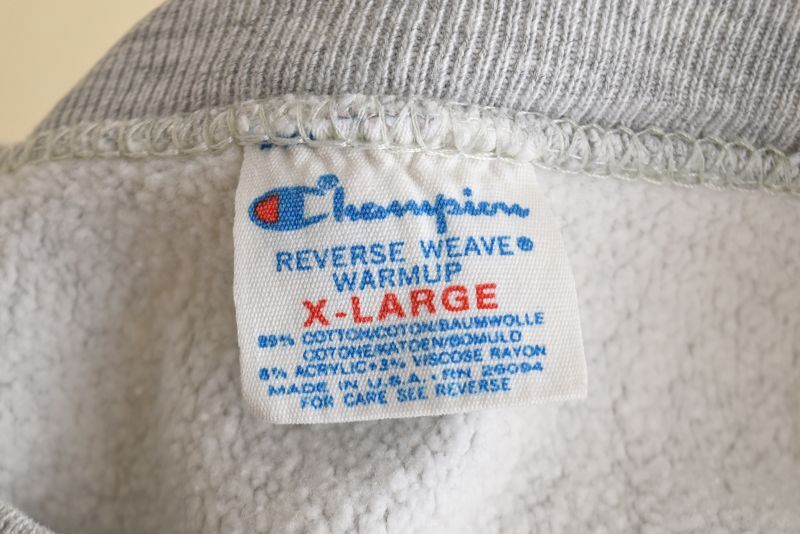 Champion
REVERSE WEAVE®
WARMUP
X-LARGE
89% COTTON/COTON/BAUMWOLLE
COTONE/KATOEN/BOMULD
8% ACRYLIC•3% VISCOSE RAYON
MADE IN U.S.A. - RN 26094
FOR CARE SEE REVERSE